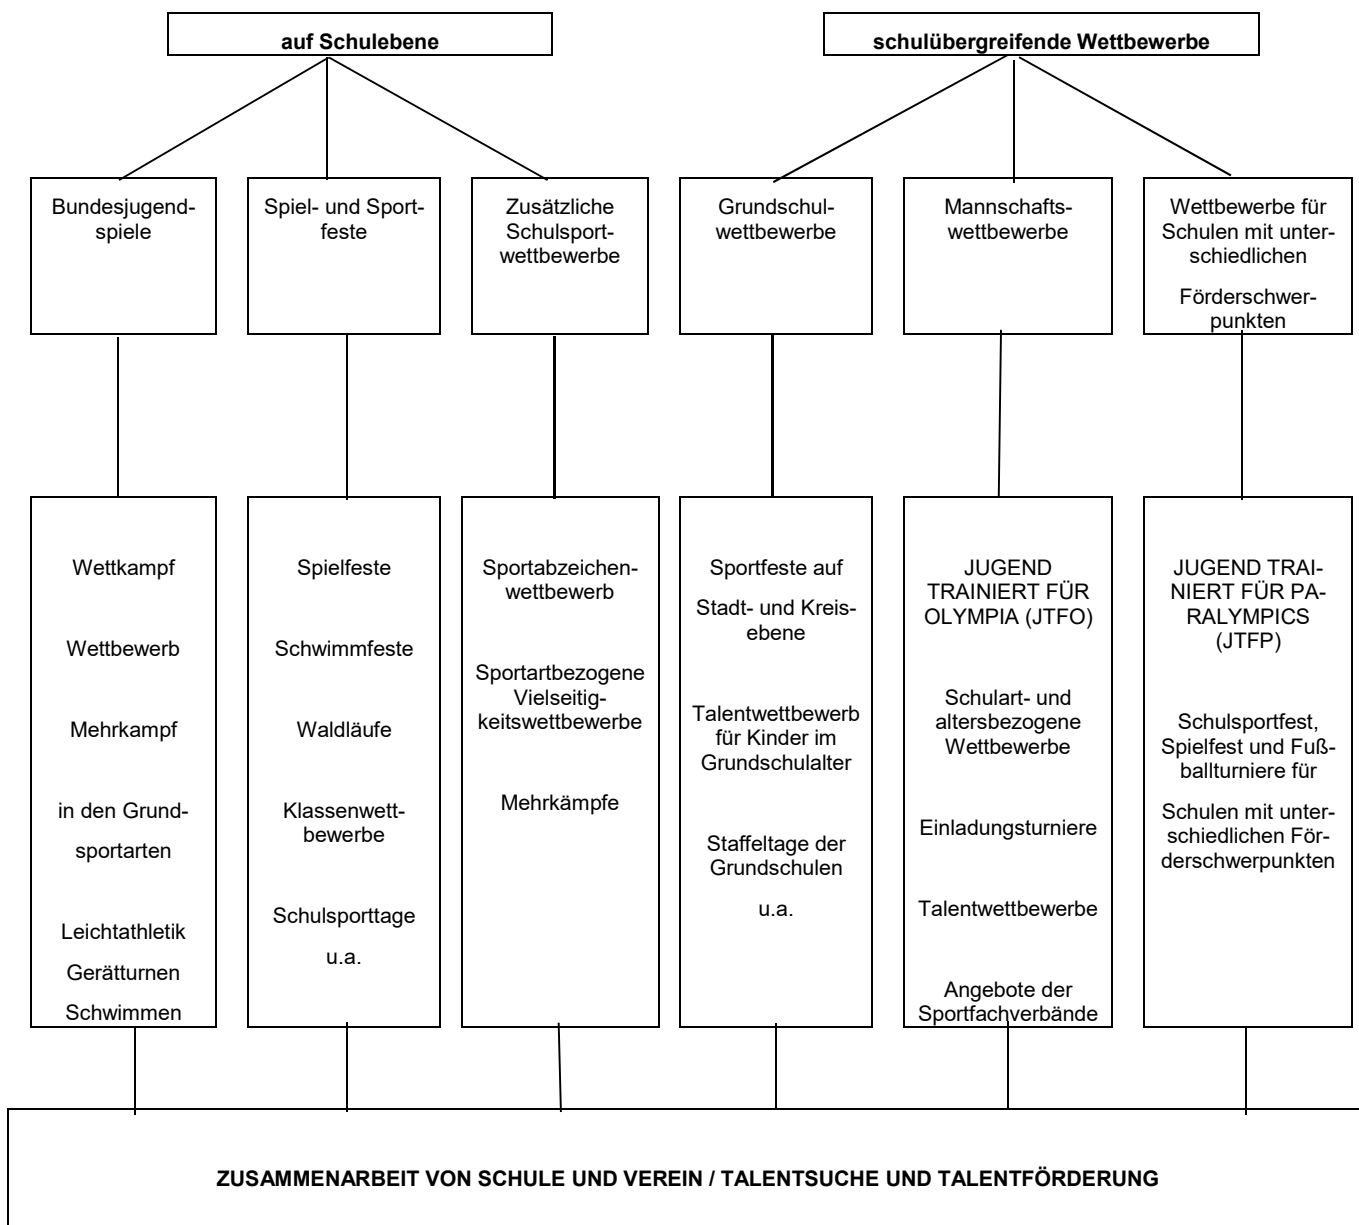 auf Schulebene
schulübergreifende Wettbewerbe
Bundesjugend-
spiele
Spiel- und Sport-
feste
Zusätzliche
Schulsport-
wettbewerbe
Grundschul-
wettbewerbe
Mannschafts-
wettbewerbe
Wettbewerbe für
Schulen mit unter-
schiedlichen
Förderschwer-
punkten
Wettkampf
Wettbewerb
Mehrkampf
in den Grund-
sportarten
Leichtathletik
Gerätturnen
Schwimmen
Spielfeste
Schwimmfeste
Waldläufe
Klassenwett-
bewerbe
Schulsporttage
u.a.
Sportabzeichen-
wettbewerb
Sportartbezogene
Vielseitig-
keitswettbewerbe
Mehrkämpfe
Sportfeste auf
Stadt- und Kreis-
ebene
Talentwettbewerb
für Kinder im
Grundschulalter
Staffeltage der
Grundschulen
u.a.
JUGEND
TRAINIERT FÜR
OLYMPIA (JTFO)
Schulart- und
altersbezogene
Wettbewerbe
Einladungsturniere
Talentwettbewerbe
Angebote der
Sportfachverbände
JUGEND TRAI-
NIERT FÜR PA-
RALYMPICS
(JTFP)
Schulsportfest,
Spielfest und Fuß-
ballturniere für
Schulen mit unter-
schiedlichen För-
derschwerpunkten
ZUSAMMENARBEIT VON SCHULE UND VEREIN / TALENTSUCHE UND TALENTFÖRDERUNG